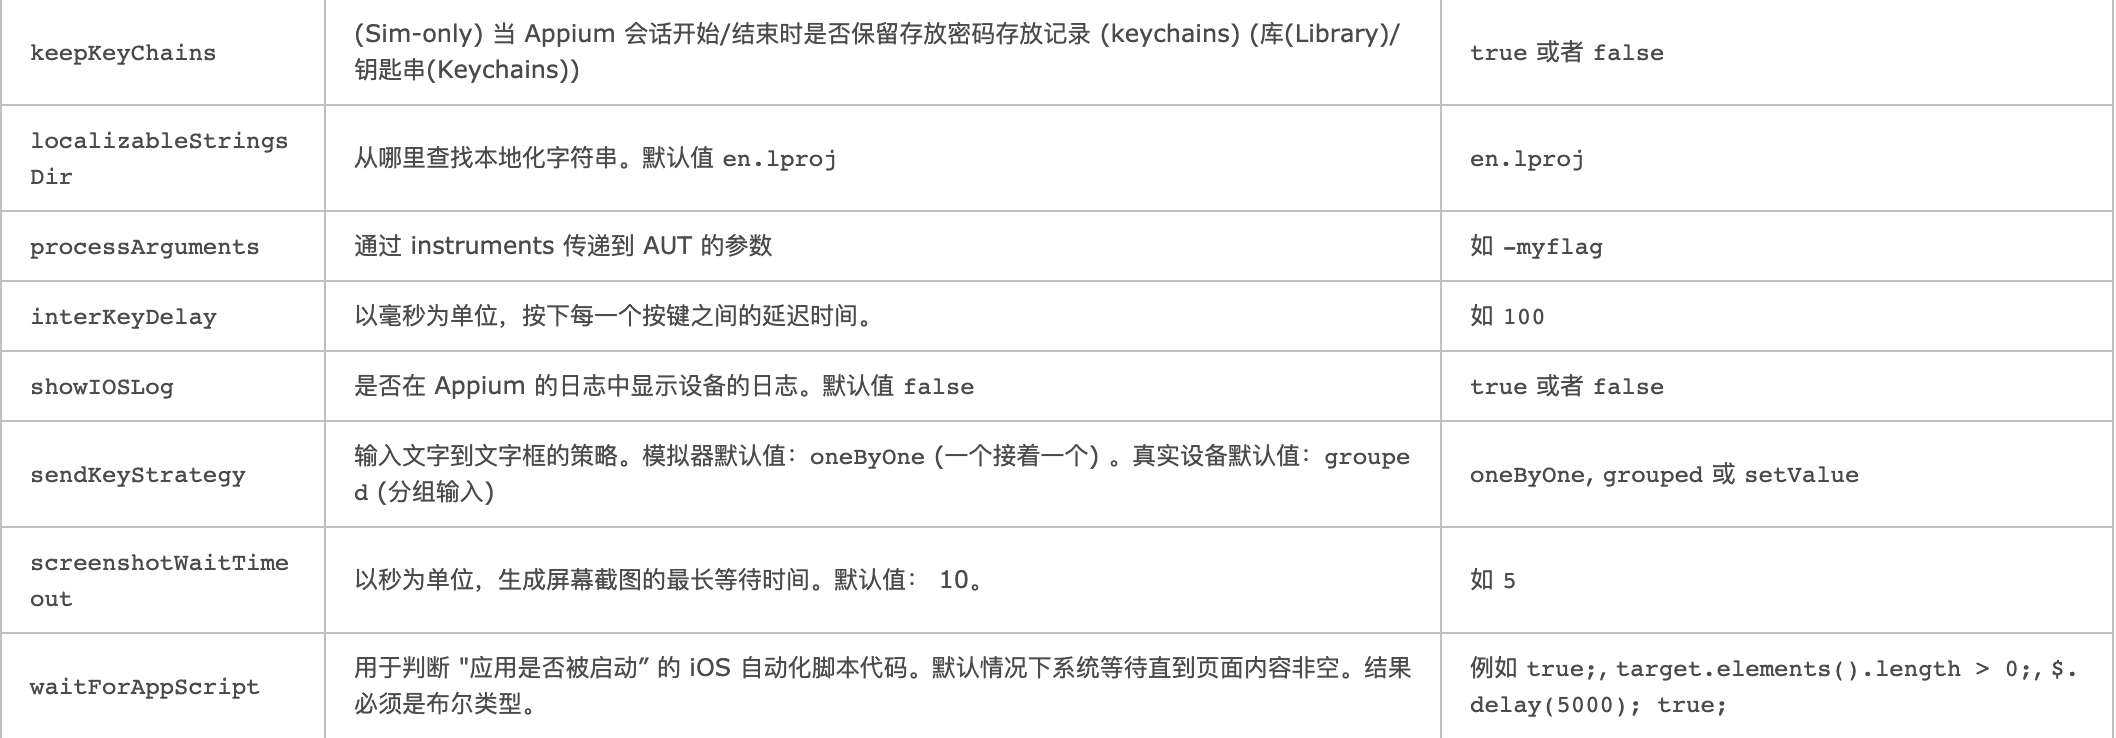 keepKeyChains
(Sim-only) 当 Appium 会话开始/结束时是否保留存放密码存放记录 (keychains) (库(Library)/
钥匙串(Keychains))
true 或者 false
localizableStrings
Dir
从哪里查找本地化字符串。默认值 en.lproj
en.lproj
processArguments
通过 instruments 传递到 AUT 的参数
如 -myflag
interKeyDelay
以毫秒为单位，按下每一个按键之间的延迟时间。
如 100
showIOSLog
是否在 Appium 的日志中显示设备的日志。默认值 false
true 或者 false
sendKeyStrategy
输入文字到文字框的策略。模拟器默认值：oneByOne (一个接着一个) 。真实设备默认值：groupe
d (分组输入)
oneByOne, grouped 或 setValue
screenshotWaitTime
out
以秒为单位，生成屏幕截图的最长等待时间。默认值： 10。
如 5
waitForAppScript
用于判断 "应用是否被启动” 的 iOS 自动化脚本代码。默认情况下系统等待直到页面内容非空。结果
必须是布尔类型。
例如 true;, target.elements().length > 0;, $.
delay(5000); true;